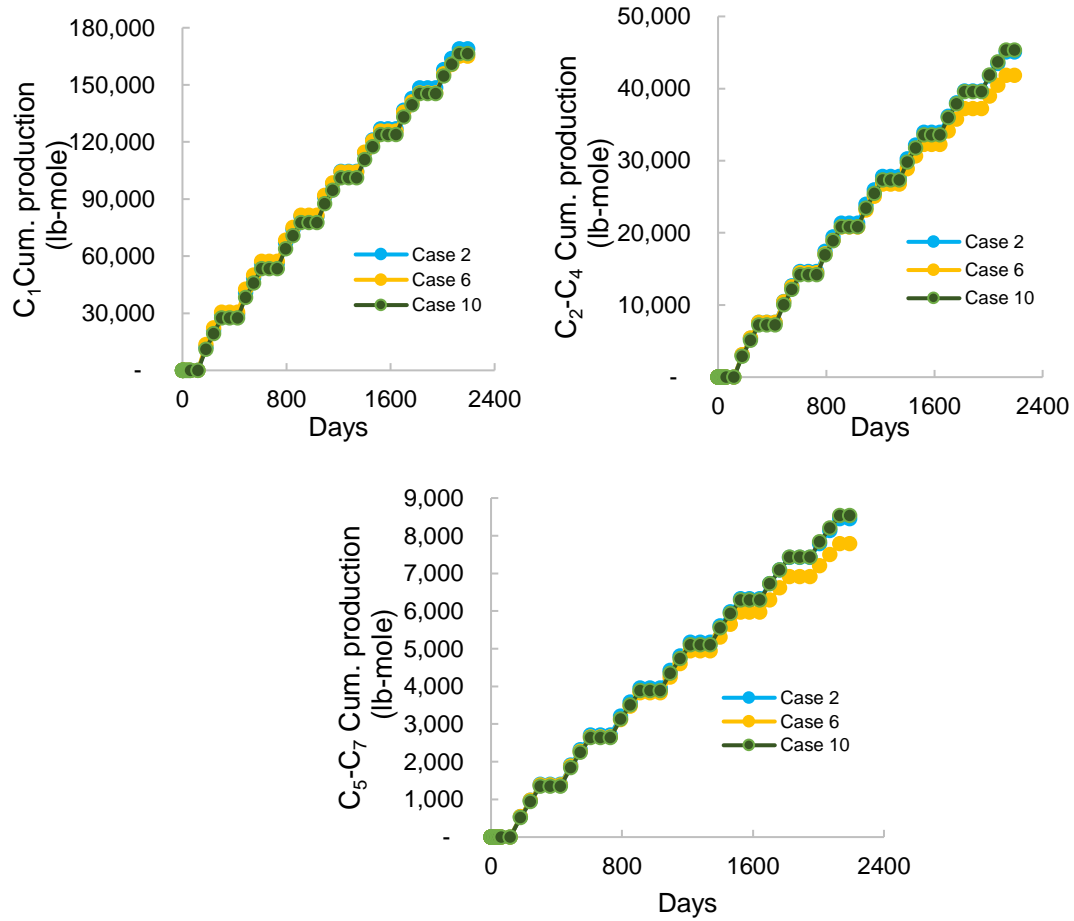 180,000
150,000
120,000
90,000
60,000
30,000
-
C₁Cum. production
(lb-mole)
Case 2
Case 6
Case 10
0 800 1600 2400
Days
50,000
40,000
30,000
20,000
10,000
-
C₂-C₄ Cum. production
(lb-mole)
Case 2
Case 6
Case 10
0 800 1600 2400
Days
9,000
8,000
7,000
6,000
5,000
4,000
3,000
2,000
1,000
-
C₅-C₇ Cum. production
(lb-mole)
Case 2
Case 6
Case 10
0 800 1600 2400
Days